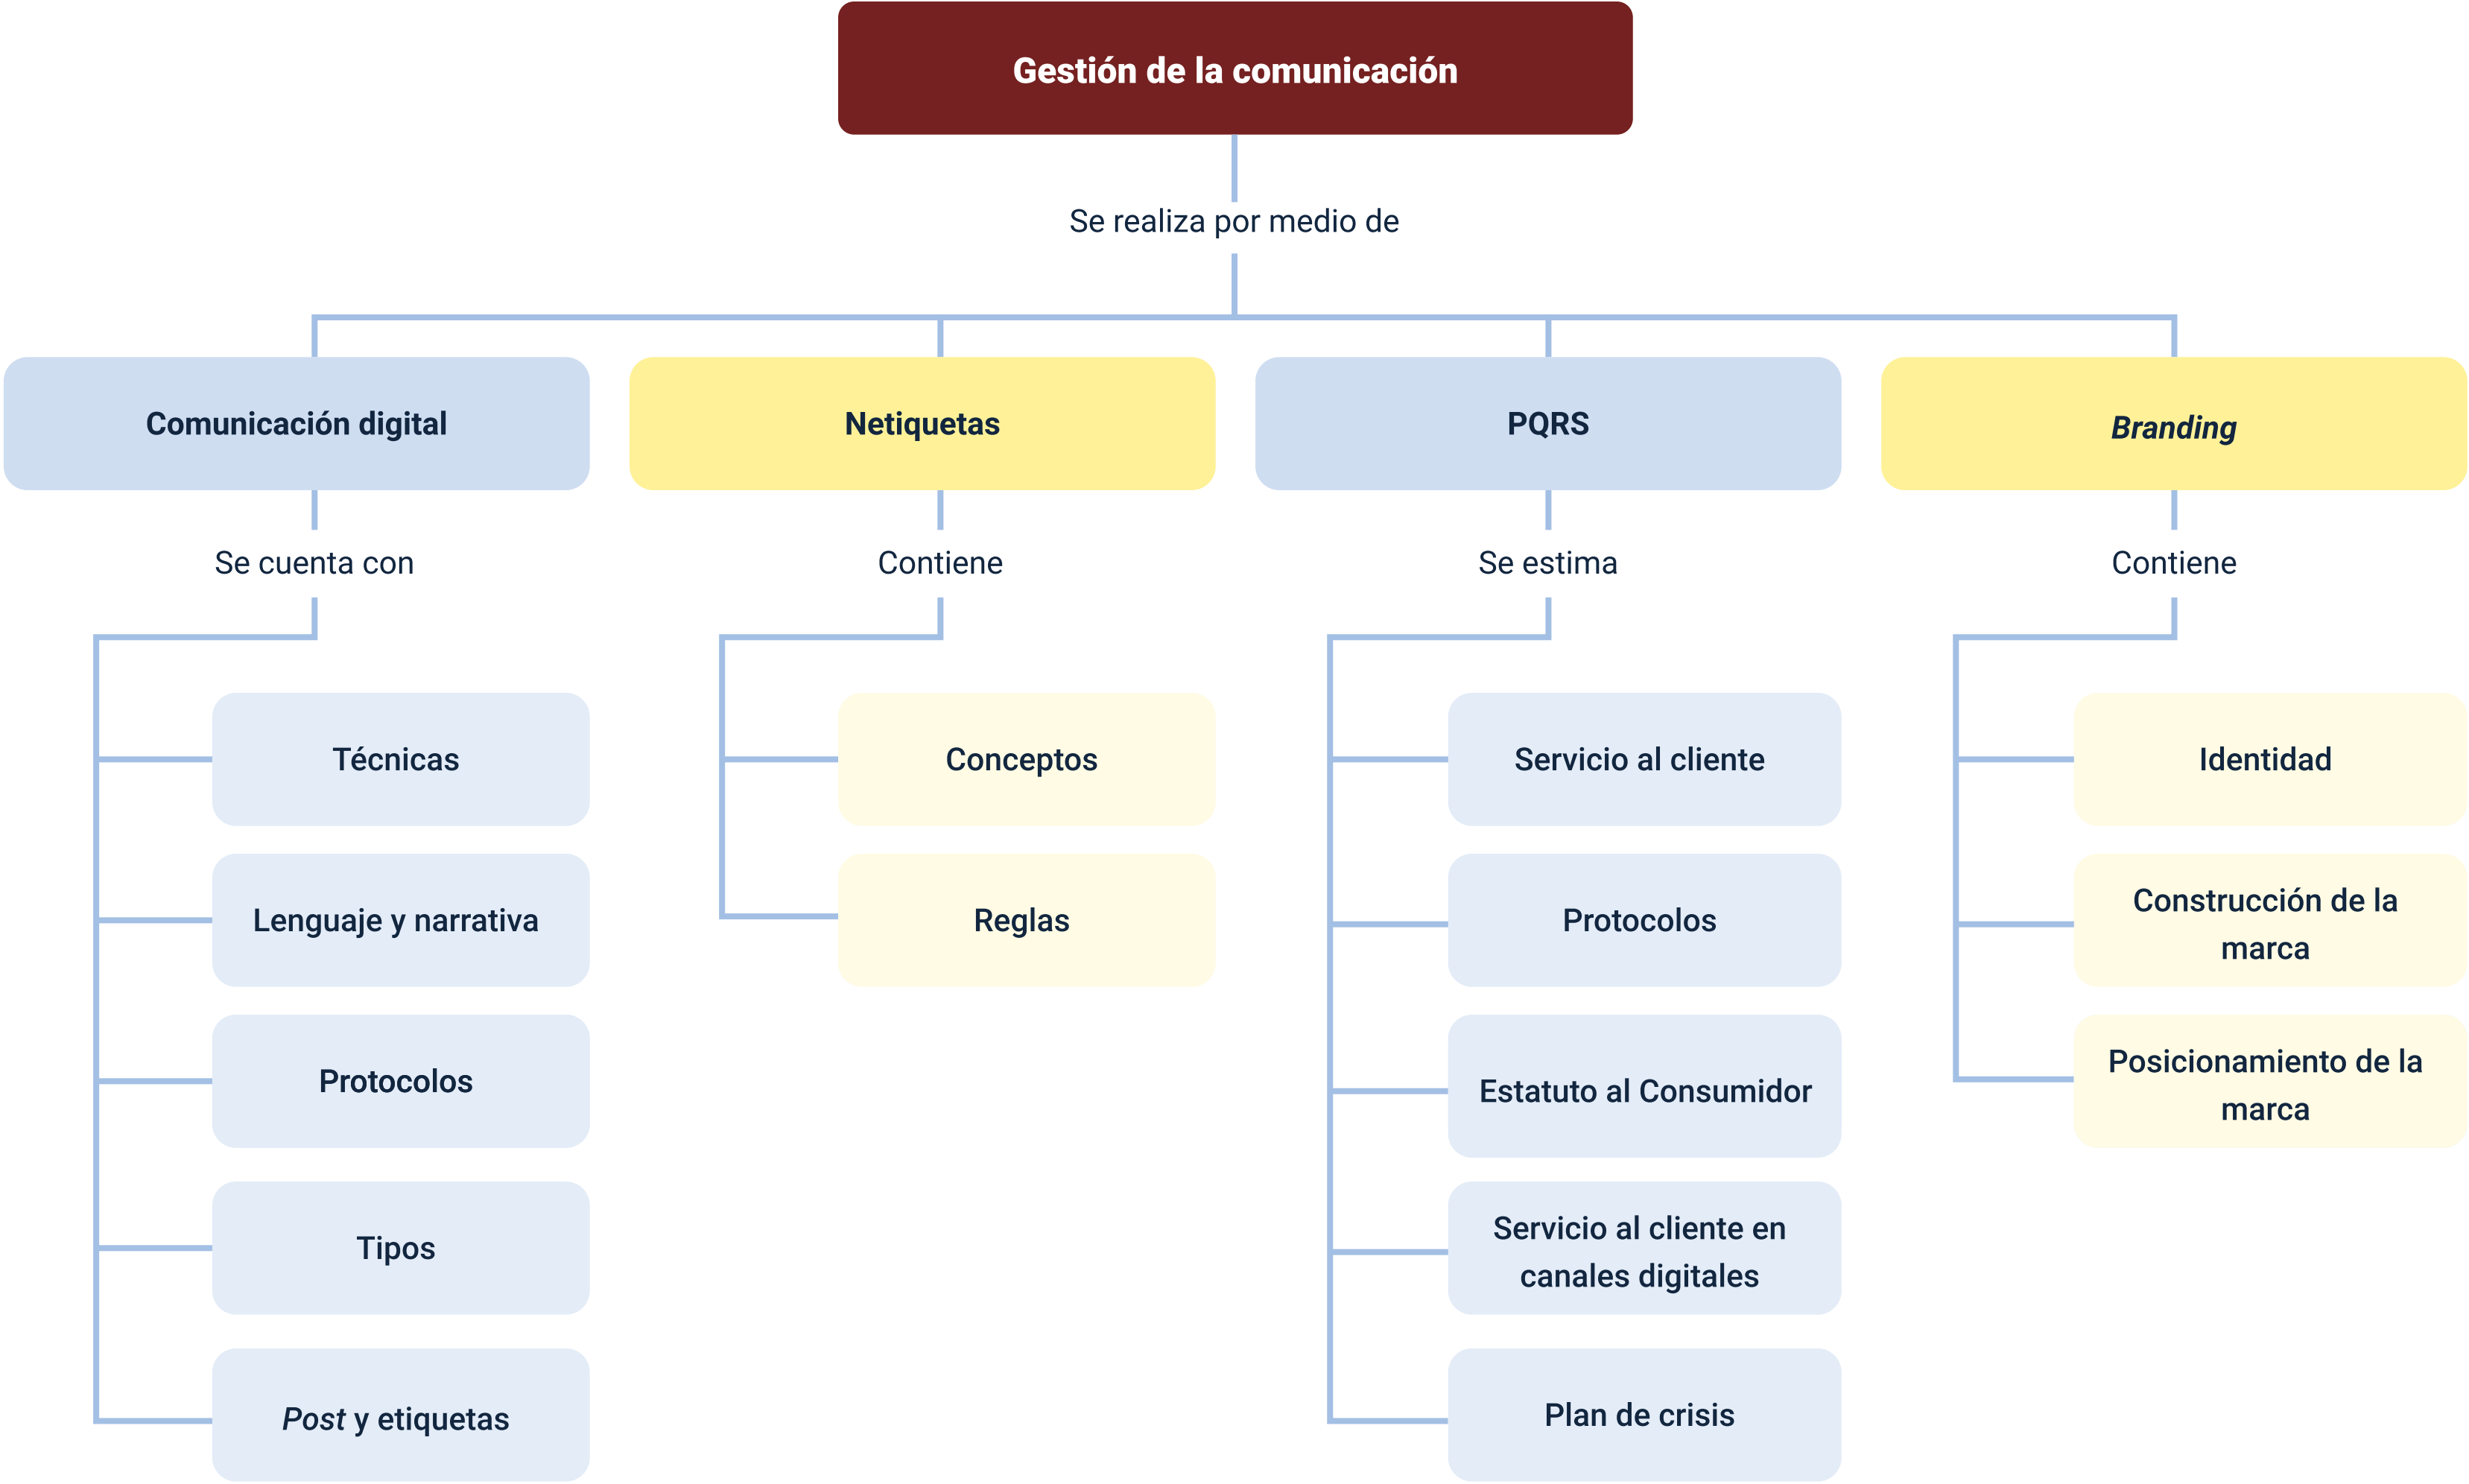 Gestión de la comunicación
Se realiza por medio de
Comunicación digital
Netiquetas
PQRS
Branding
Se cuenta con
Contiene
Se estima
Contiene
Técnicas
Lenguaje y narrativa
Protocolos
Tipos
Post y etiquetas
Conceptos
Reglas
Servicio al cliente
Protocolos
Estatuto al Consumidor
Servicio al cliente en
canales digitales
Plan de crisis
Identidad
Construcción de la
marca
Posicionamiento de la
marca